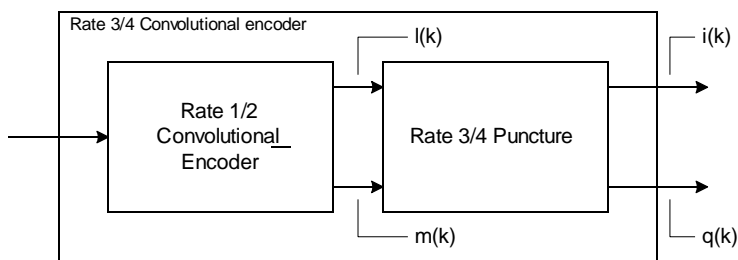 Rate 3/4 Convolutional encoder
l(k)
i(k)
Rate 1/2
Convolutional
Encoder
Rate 3/4 Puncture
m(k)
q(k)